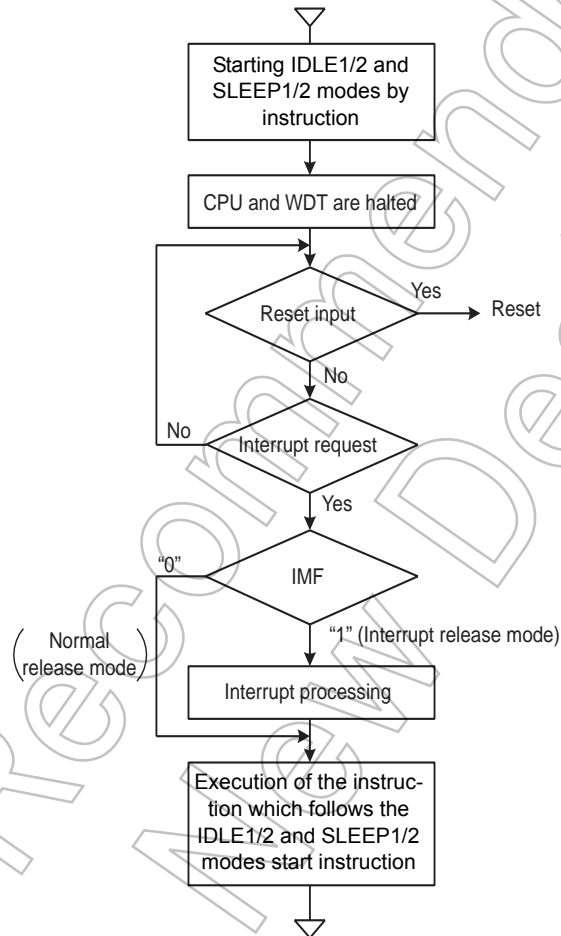 Starting IDLE1/2 and
SLEEP1/2 modes by
instruction
CPU and WDT are halted
Reset input
Yes
Reset
No
Interrupt request
No
Yes
IMF
“0”
Normal
release mode
“1” (Interrupt release mode)
Interrupt processing
Execution of the instruc-
tion which follows the
IDLE1/2 and SLEEP1/2
modes start instruction